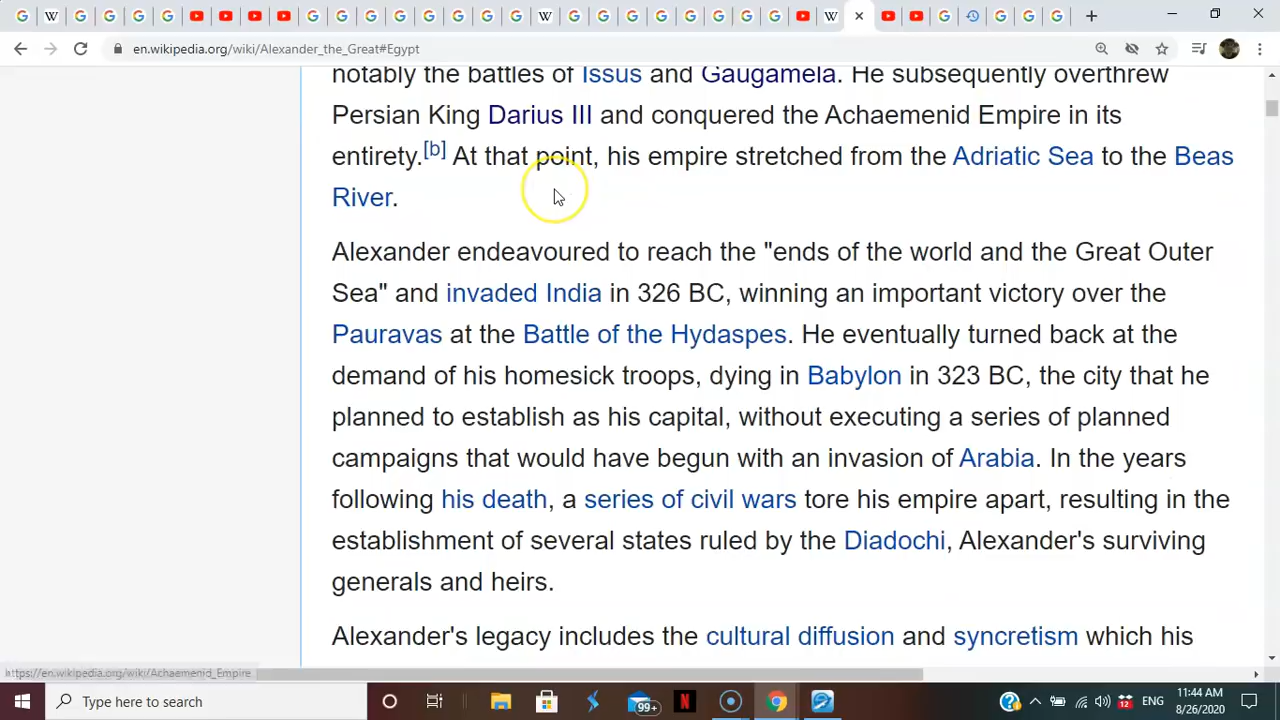 en.wikipedia.org/wiki/Alexander_the_Great#Egypt
notably the battles of Issus and Gaugamela. He subsequently overthrew
Persian King Darius III and conquered the Achaemenid Empire in its
entirety.[b] At that point, his empire stretched from the Adriatic Sea to the Beas
River.
Alexander endeavoured to reach the "ends of the world and the Great Outer
Sea" and invaded India in 326 BC, winning an important victory over the
Pauravas at the Battle of the Hydaspes. He eventually turned back at the
demand of his homesick troops, dying in Babylon in 323 BC, the city that he
planned to establish as his capital, without executing a series of planned
campaigns that would have begun with an invasion of Arabia. In the years
following his death, a series of civil wars tore his empire apart, resulting in the
establishment of several states ruled by the Diadochi, Alexander's surviving
generals and heirs.
Alexander's legacy includes the cultural diffusion and syncretism which his
https://en.wikipedia.org/wiki/Achaemenid_Empire
Type here to search
99+
N
12
ENG
11:44 AM
8/26/2020